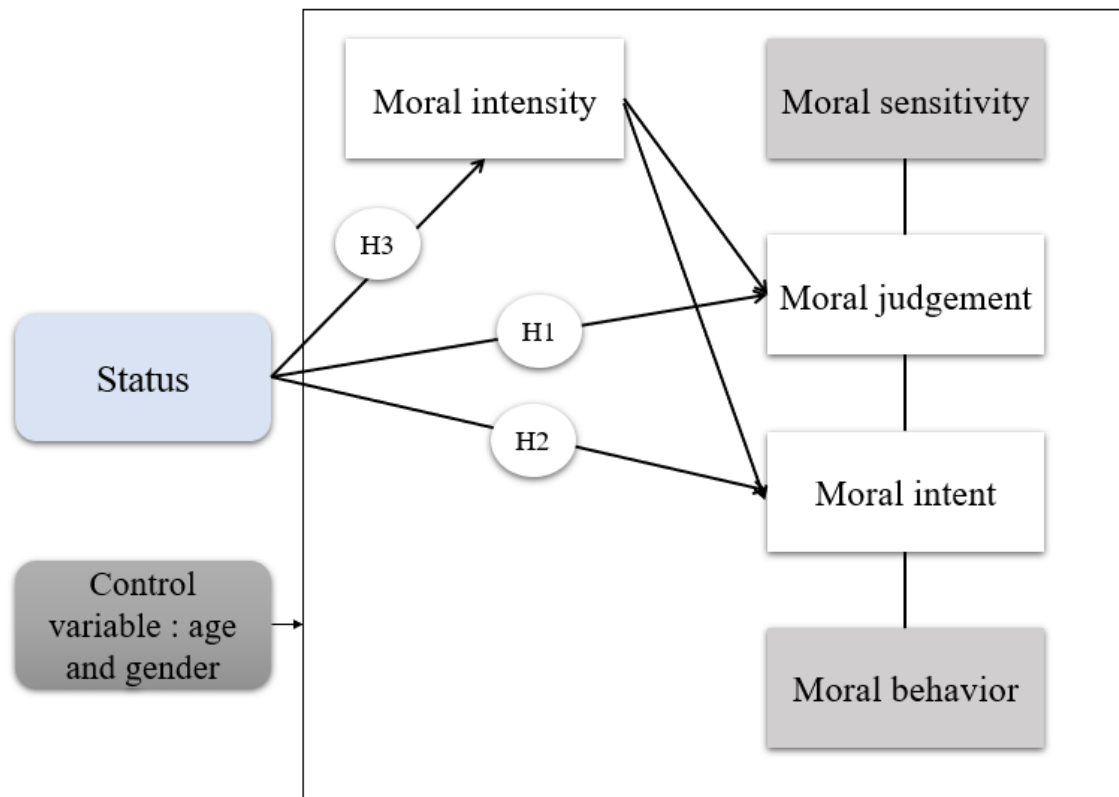 Moral intensity
Moral sensitivity
H3
Moral judgement
H1
Status
H2
Moral intent
Control
variable : age
and gender
Moral behavior